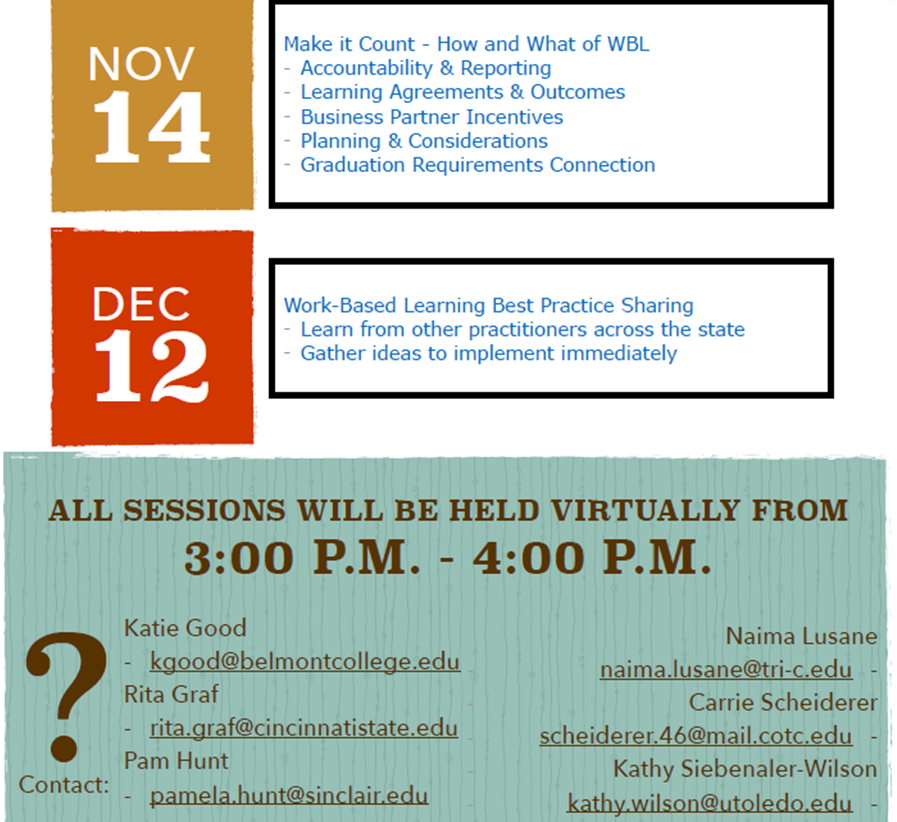 NOV
14
Make it Count - How and What of WBL
- Accountability & Reporting
- Learning Agreements & Outcomes
- Business Partner Incentives
- Planning & Considerations
- Graduation Requirements Connection
DEC
12
Work-Based Learning Best Practice Sharing
- Learn from other practitioners across the state
- Gather ideas to implement immediately
ALL SESSIONS WILL BE HELD VIRTUALLY FROM
3:00 P.M. - 4:00 P.M.
?
Contact:
Katie Good
- kgood@belmontcollege.edu
Rita Graf
- rita.graf@cincinnatistate.edu
Pam Hunt
- pamela.hunt@sinclair.edu
Naima Lusane
naima.lusane@tri-c.edu -
Carrie Scheiderer
scheiderer.46@mail.cotc.edu -
Kathy Siebenaler-Wilson
kathy.wilson@utoledo.edu -